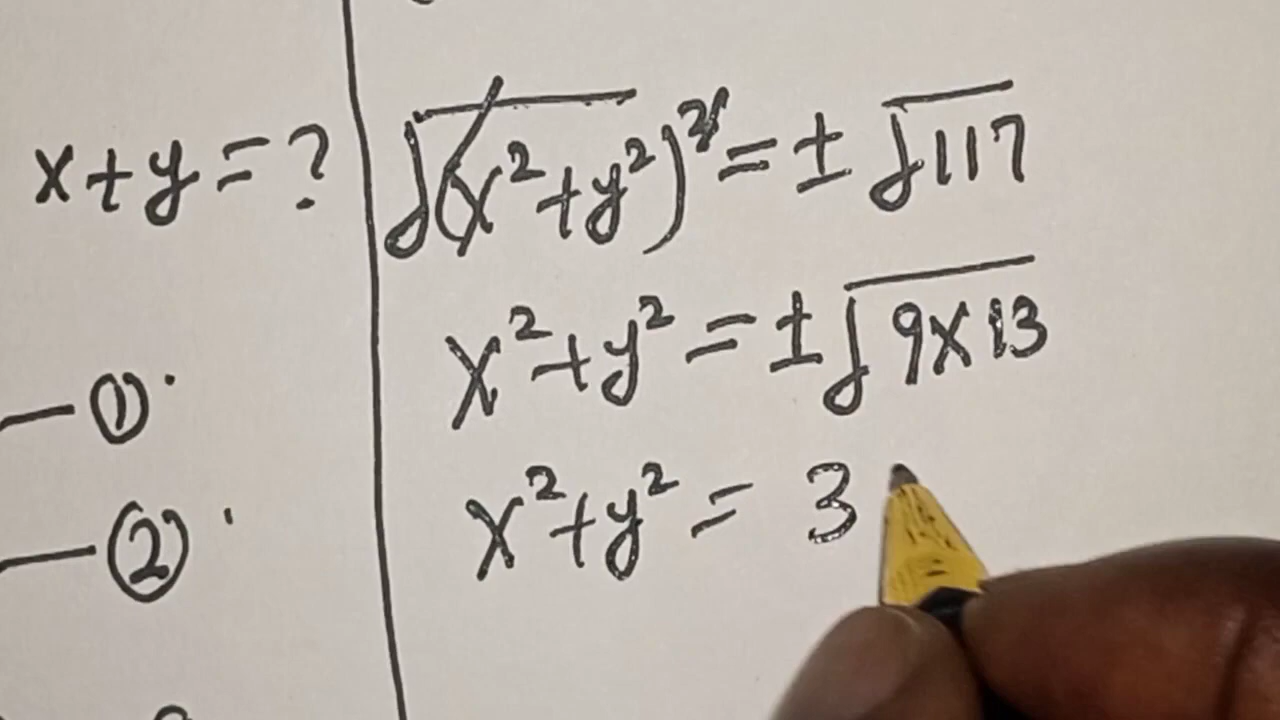 x+y=?
— ①
— ②
√(x²+y²)² = ± √117
x²+y² = ± √9×13
x²+y² = 3